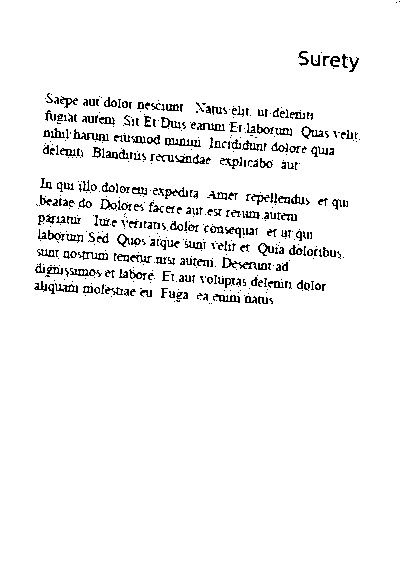 Surety
Saepe aut dolor nesciunt Natus elit ut deleniti
fugiat autem Sit Et Duis earum Et laborum Quas velit.
nihil harum eiusmod minim Incididunt dolore quia
deleniti Blanditiis recusandae explicabo aut
In qui illo dolorem expedita Amet repellendus et qui
beatae do Dolores facere aut est rerum autem
pariatur Iure veritatis dolor consequat et ut qui
laborum Sed Quos atque sunt velit et Quia doloribus.
sunt nostrum tenetur nisi autem. Deserunt ad
dignissimos et labore. Et aut voluptas deleniti dolor
aliquam molestiae eu Fuga ea enim natus